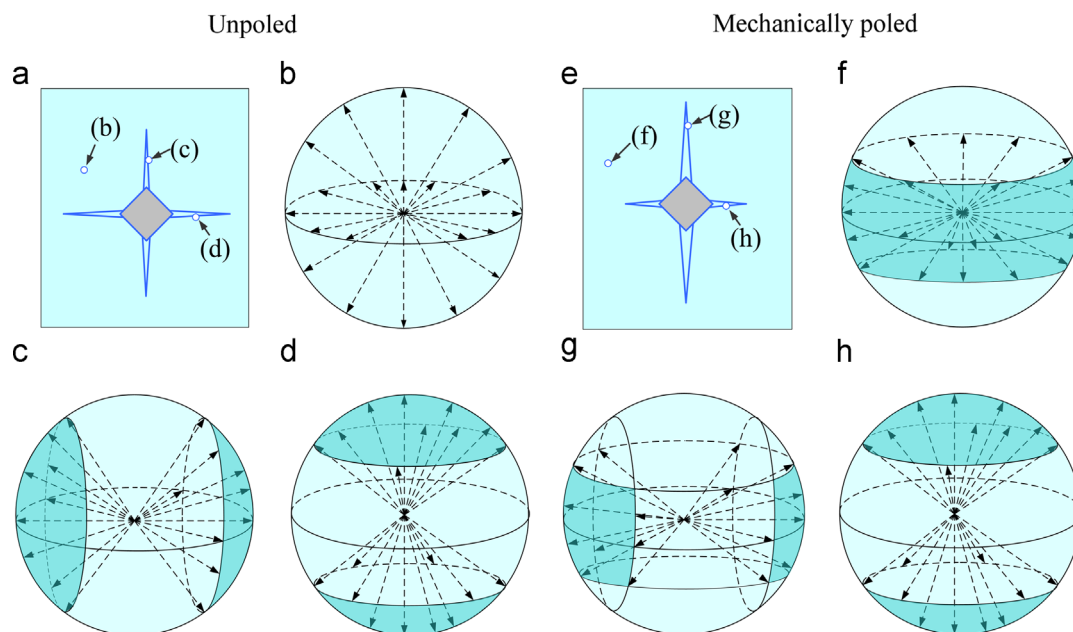 Unpoled
Mechanically poled
a
b
e
f
(b)
(c)
(d)
(f)
(g)
(h)
c
d
g
h